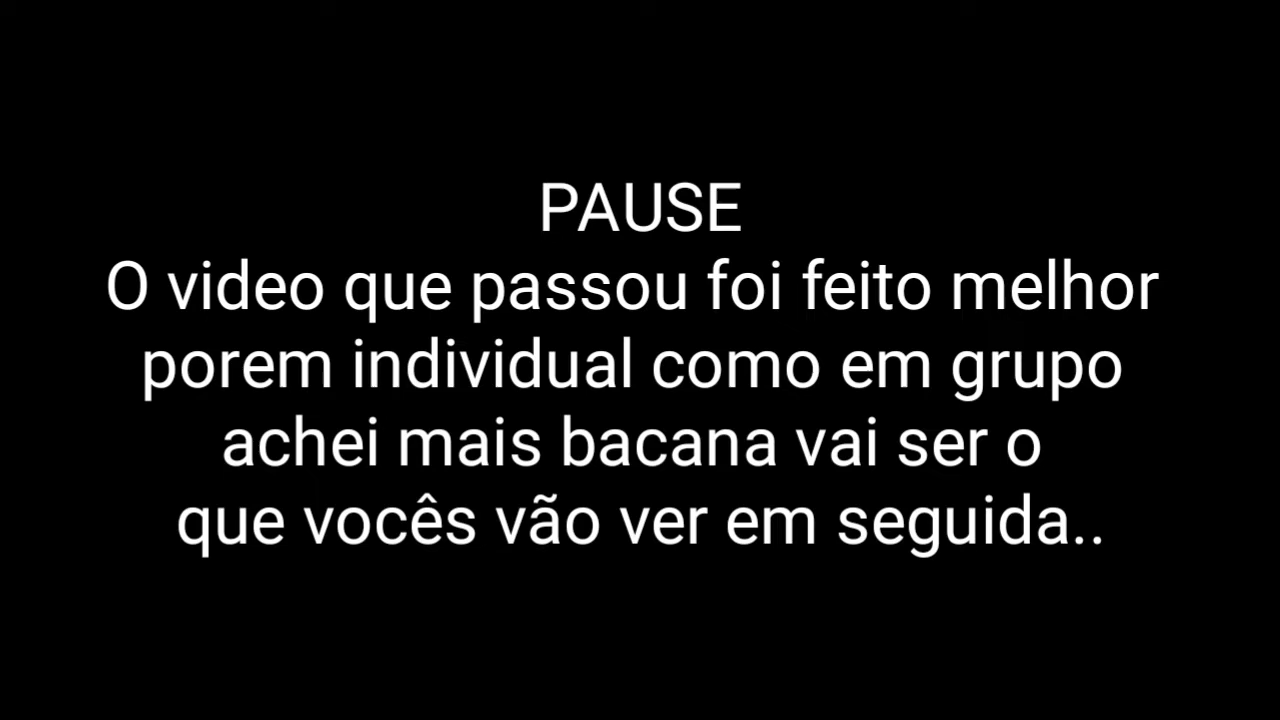 PAUSE
O video que passou foi feito melhor
porem individual como em grupo
achei mais bacana vai ser o
que vocês vão ver em seguida..